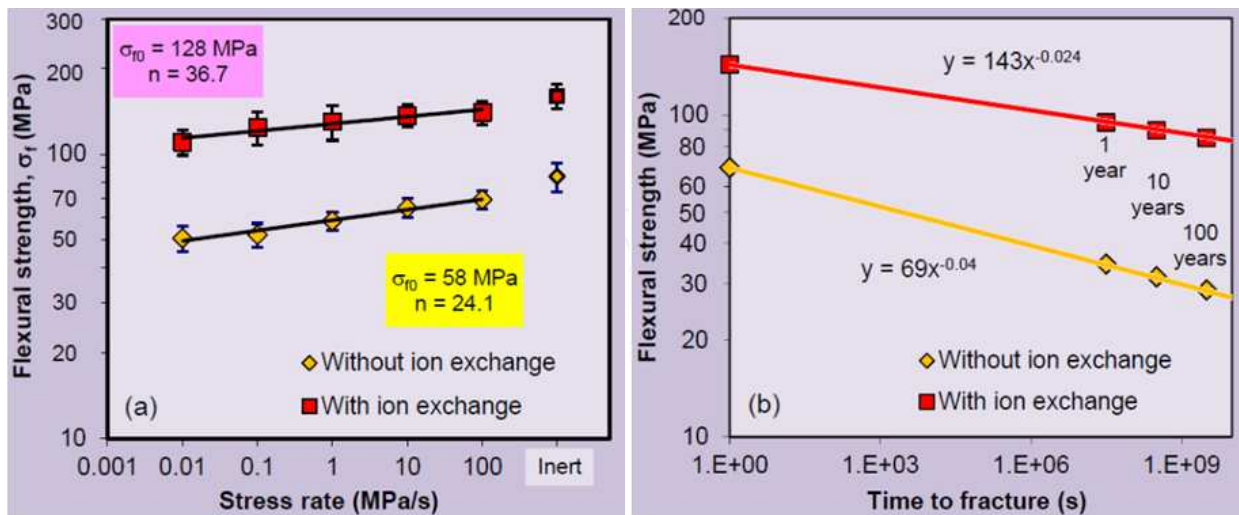 300
200
100
70
50
30
20
10
Flexural strength, σf (MPa)
σf0 = 128 MPa
n = 36.7
σf0 = 58 MPa
n = 24.1
Without ion exchange
With ion exchange
(a)
0.001 0.01 0.1 1 10 100 Inert
Stress rate (MPa/s)
200
100
80
60
50
40
30
20
10
Flexural strength (MPa)
y = 143x-0.024
1
year
10
years
100
years
y = 69x-0.04
Without ion exchange
With ion exchange
(b)
1.E+00 1.E+03 1.E+06 1.E+09
Time to fracture (s)